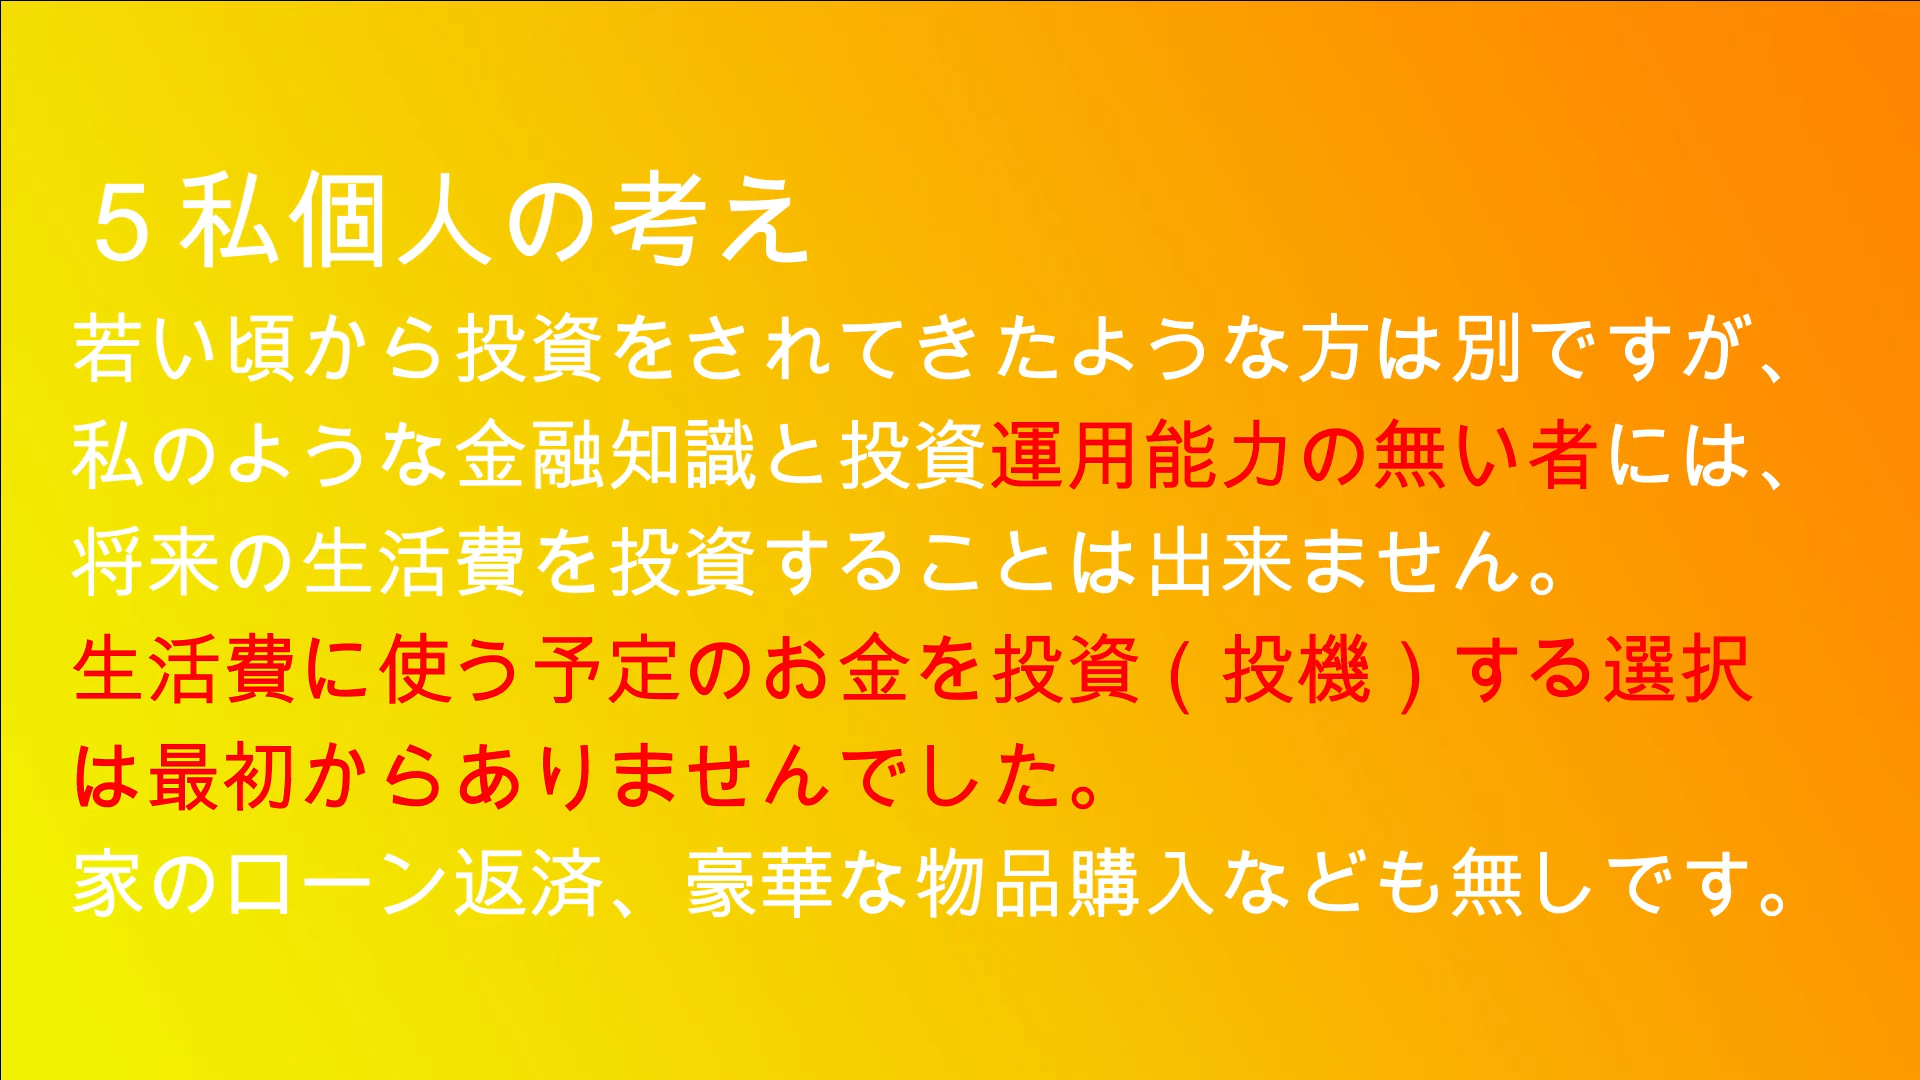 ５私個人の考え
若い頃から投資をされてきたような方は別ですが、
私のような金融知識と投資運用能力の無い者には、
将来の生活費を投資することは出来ません。
生活費に使う予定のお金を投資（投機）する選択
は最初からありませんでした。
家のローン返済、豪華な物品購入なども無しです。